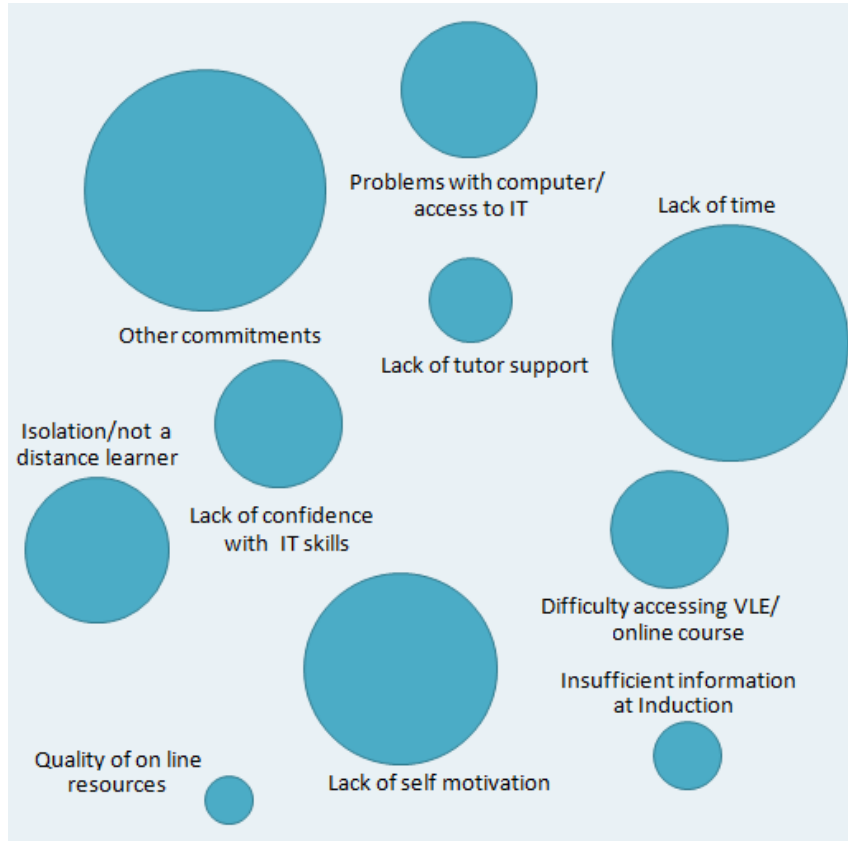 Problems with computer/
access to IT
Lack of time
Other commitments
Lack of tutor support
Isolation/not a
distance learner
Lack of confidence
with IT skills
Difficulty accessing VLE/
online course
Insufficient information
at Induction
Quality of on line
resources
Lack of self motivation